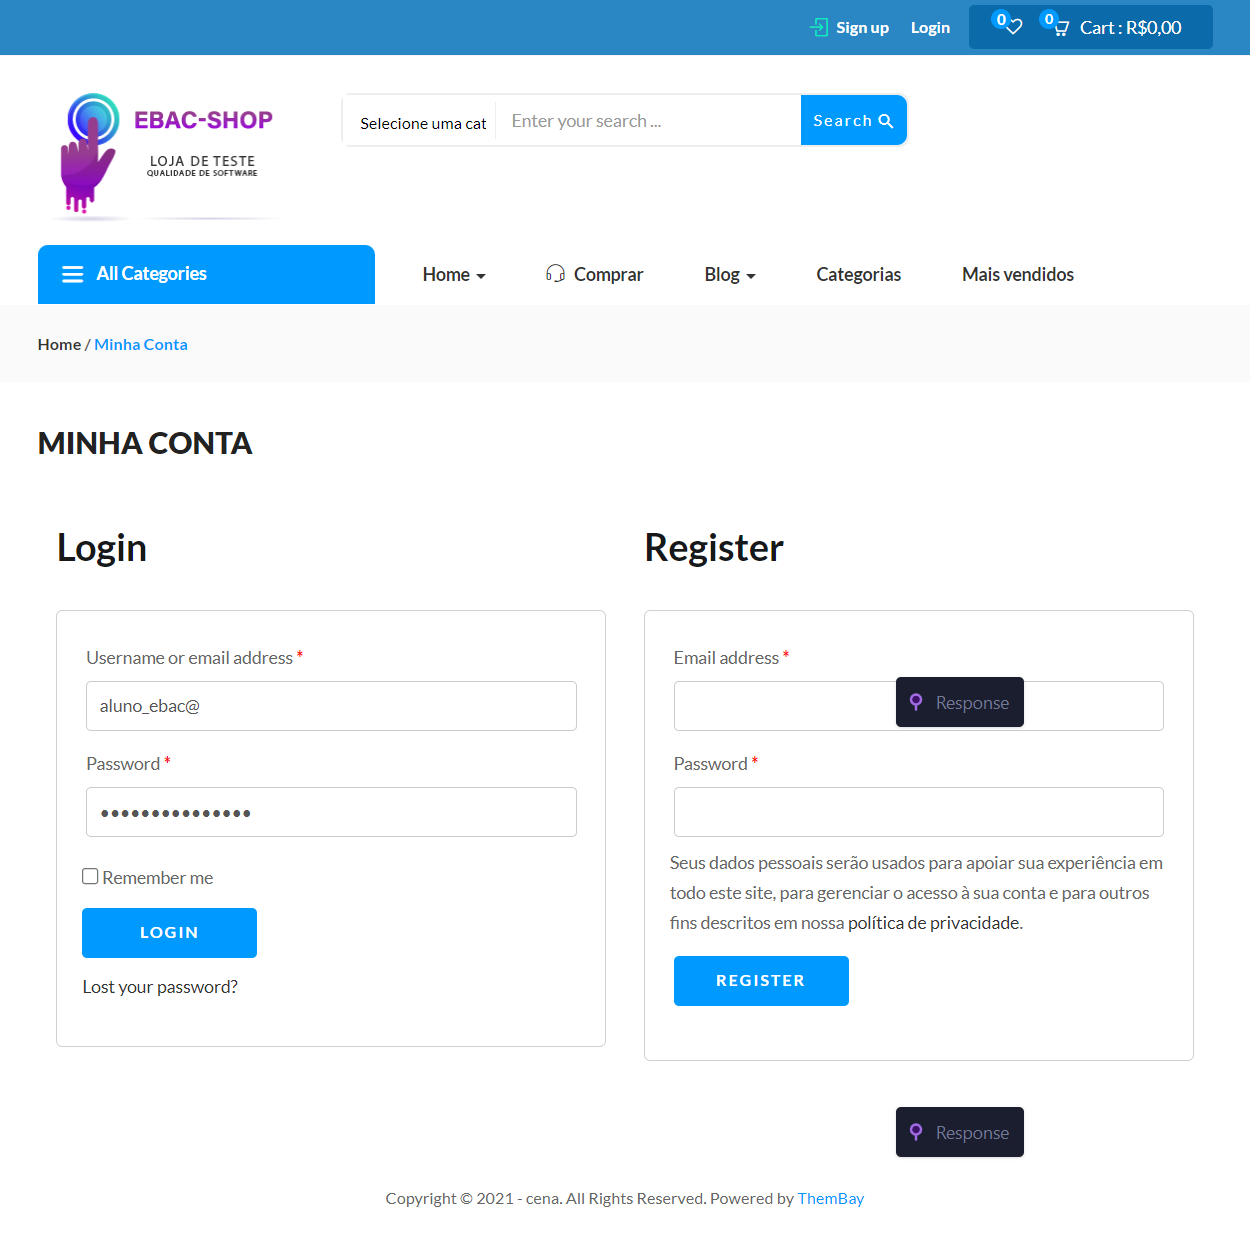 Sign up Login 0 0 Cart : R$0,00
EBAC-SHOP
LOJA DE TESTE
QUALIDADE DE SOFTWARE
Selecione uma cat Enter your search ... Search
All Categories Home Comprar Blog Categorias Mais vendidos
Home / Minha Conta
MINHA CONTA
Login
Username or email address *
aluno_ebac@
Password *
Remember me
LOGIN
Lost your password?
Register
Email address *
Response
Password *
Seus dados pessoais serão usados para apoiar sua experiência em
todo este site, para gerenciar o acesso à sua conta e para outros
fins descritos em nossa política de privacidade.
REGISTER
Response
Copyright © 2021 - cena. All Rights Reserved. Powered by ThemBay